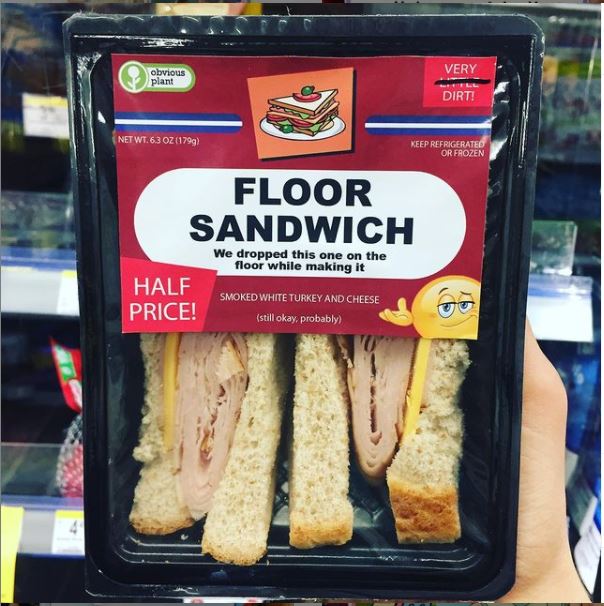 obvious
plant
VERY
LITTLE
DIRT!
NET WT. 6.3 OZ (179g)
KEEP REFRIGERATED
OR FROZEN
FLOOR
SANDWICH
We dropped this one on the
floor while making it
HALF
PRICE!
SMOKED WHITE TURKEY AND CHEESE
(still okay, probably)
4